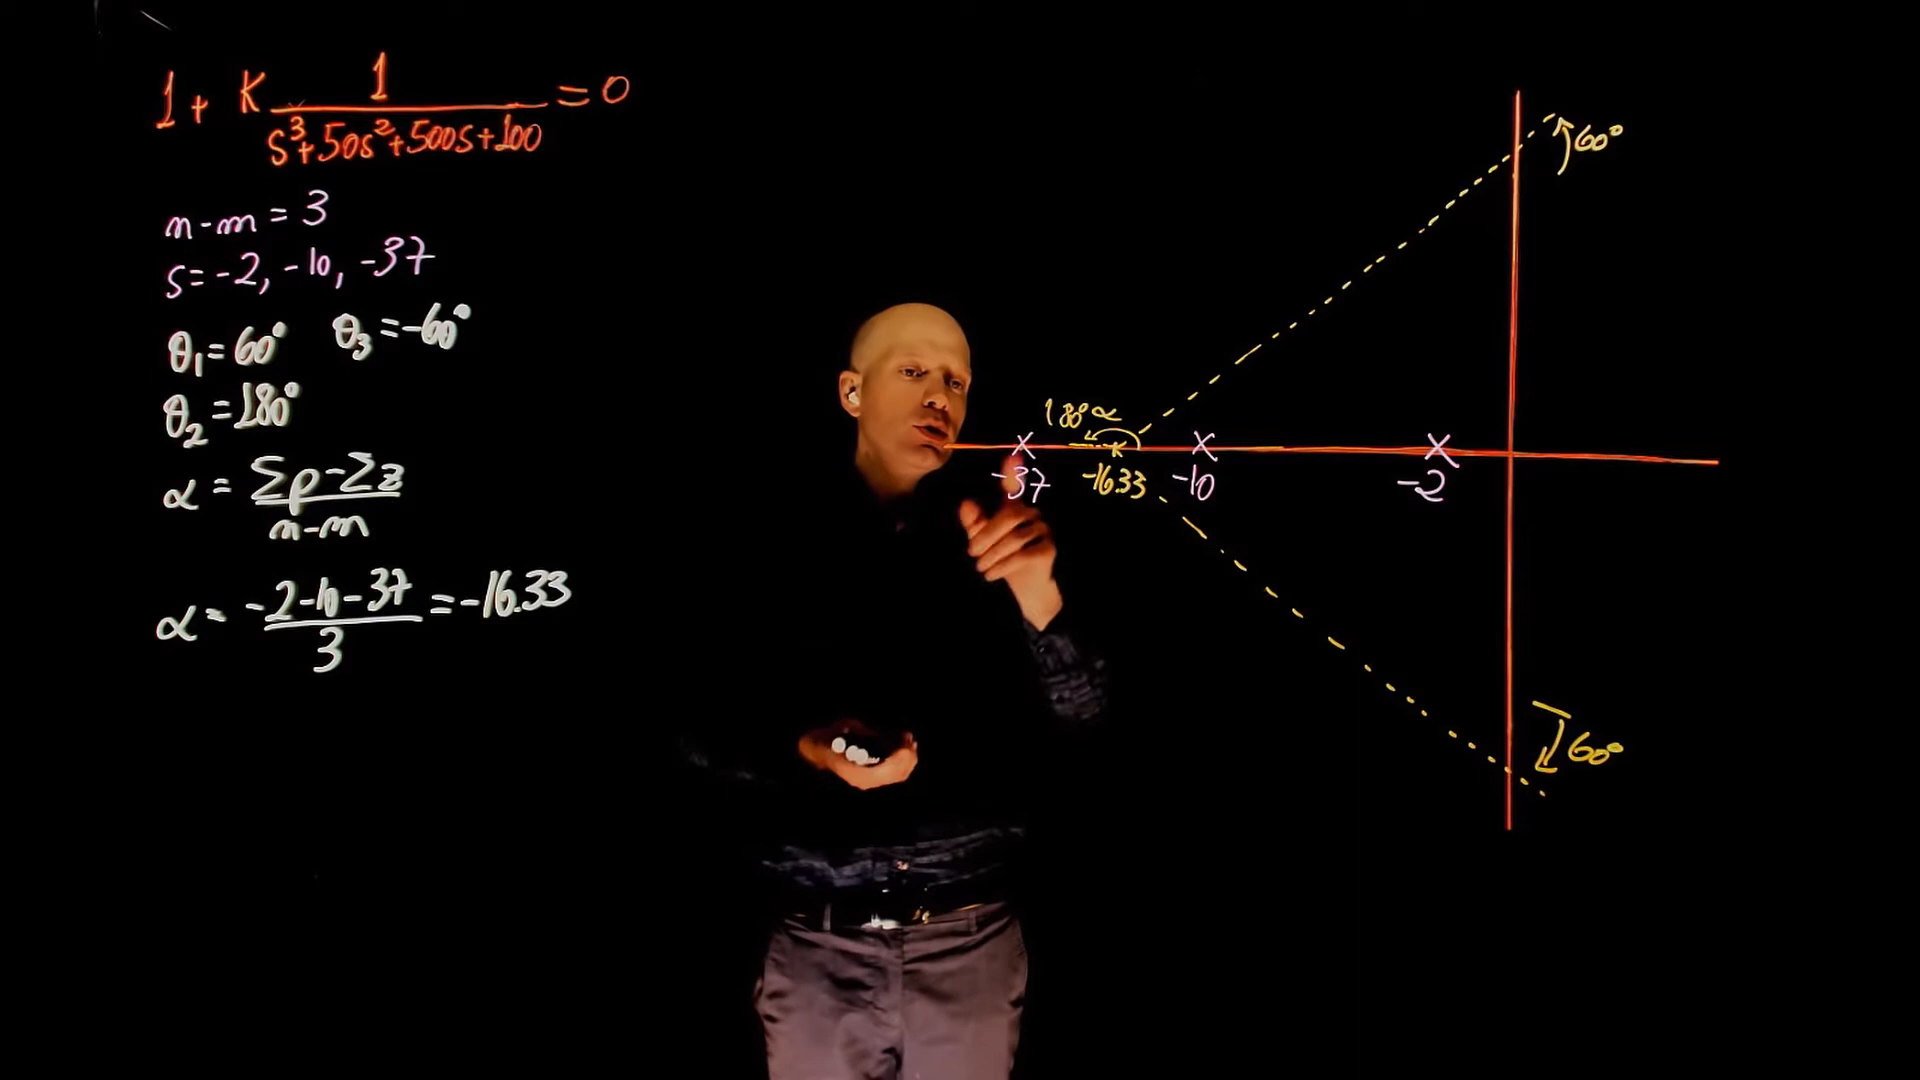 1 + K 1/(s³+50s²+500s+100) = 0
n-m = 3
s = -2, -10, -37
θ₁ = 60° θ₃ = -60°
θ₂ = 180°
α = (Σp - Σz)/(n-m)
α = (-2-10-37)/3 = -16.33
60°
180° α
-37 -16.33 -10 -2
60°